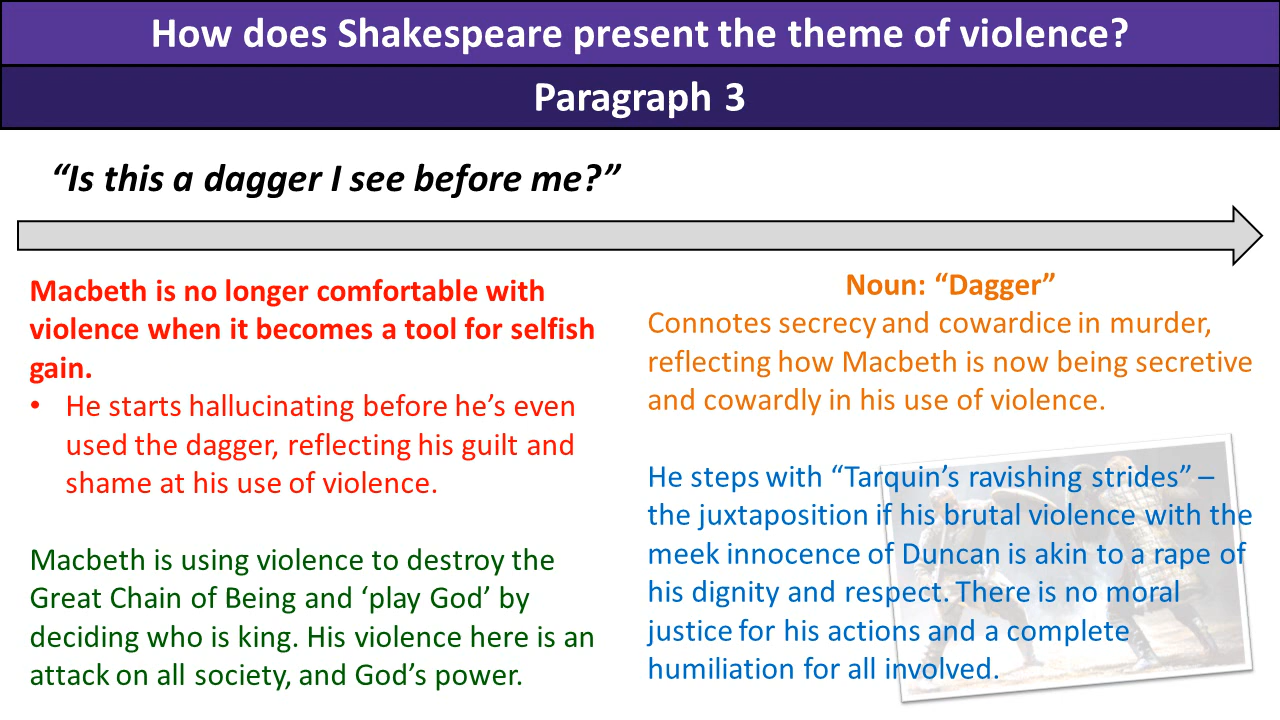 How does Shakespeare present the theme of violence?
Paragraph 3
“Is this a dagger I see before me?”
Macbeth is no longer comfortable with
violence when it becomes a tool for selfish
gain.
• He starts hallucinating before he’s even
used the dagger, reflecting his guilt and
shame at his use of violence.
Macbeth is using violence to destroy the
Great Chain of Being and ‘play God’ by
deciding who is king. His violence here is an
attack on all society, and God’s power.
Noun: “Dagger”
Connotes secrecy and cowardice in murder,
reflecting how Macbeth is now being secretive
and cowardly in his use of violence.
He steps with “Tarquin’s ravishing strides” –
the juxtaposition if his brutal violence with the
meek innocence of Duncan is akin to a rape of
his dignity and respect. There is no moral
justice for his actions and a complete
humiliation for all involved.